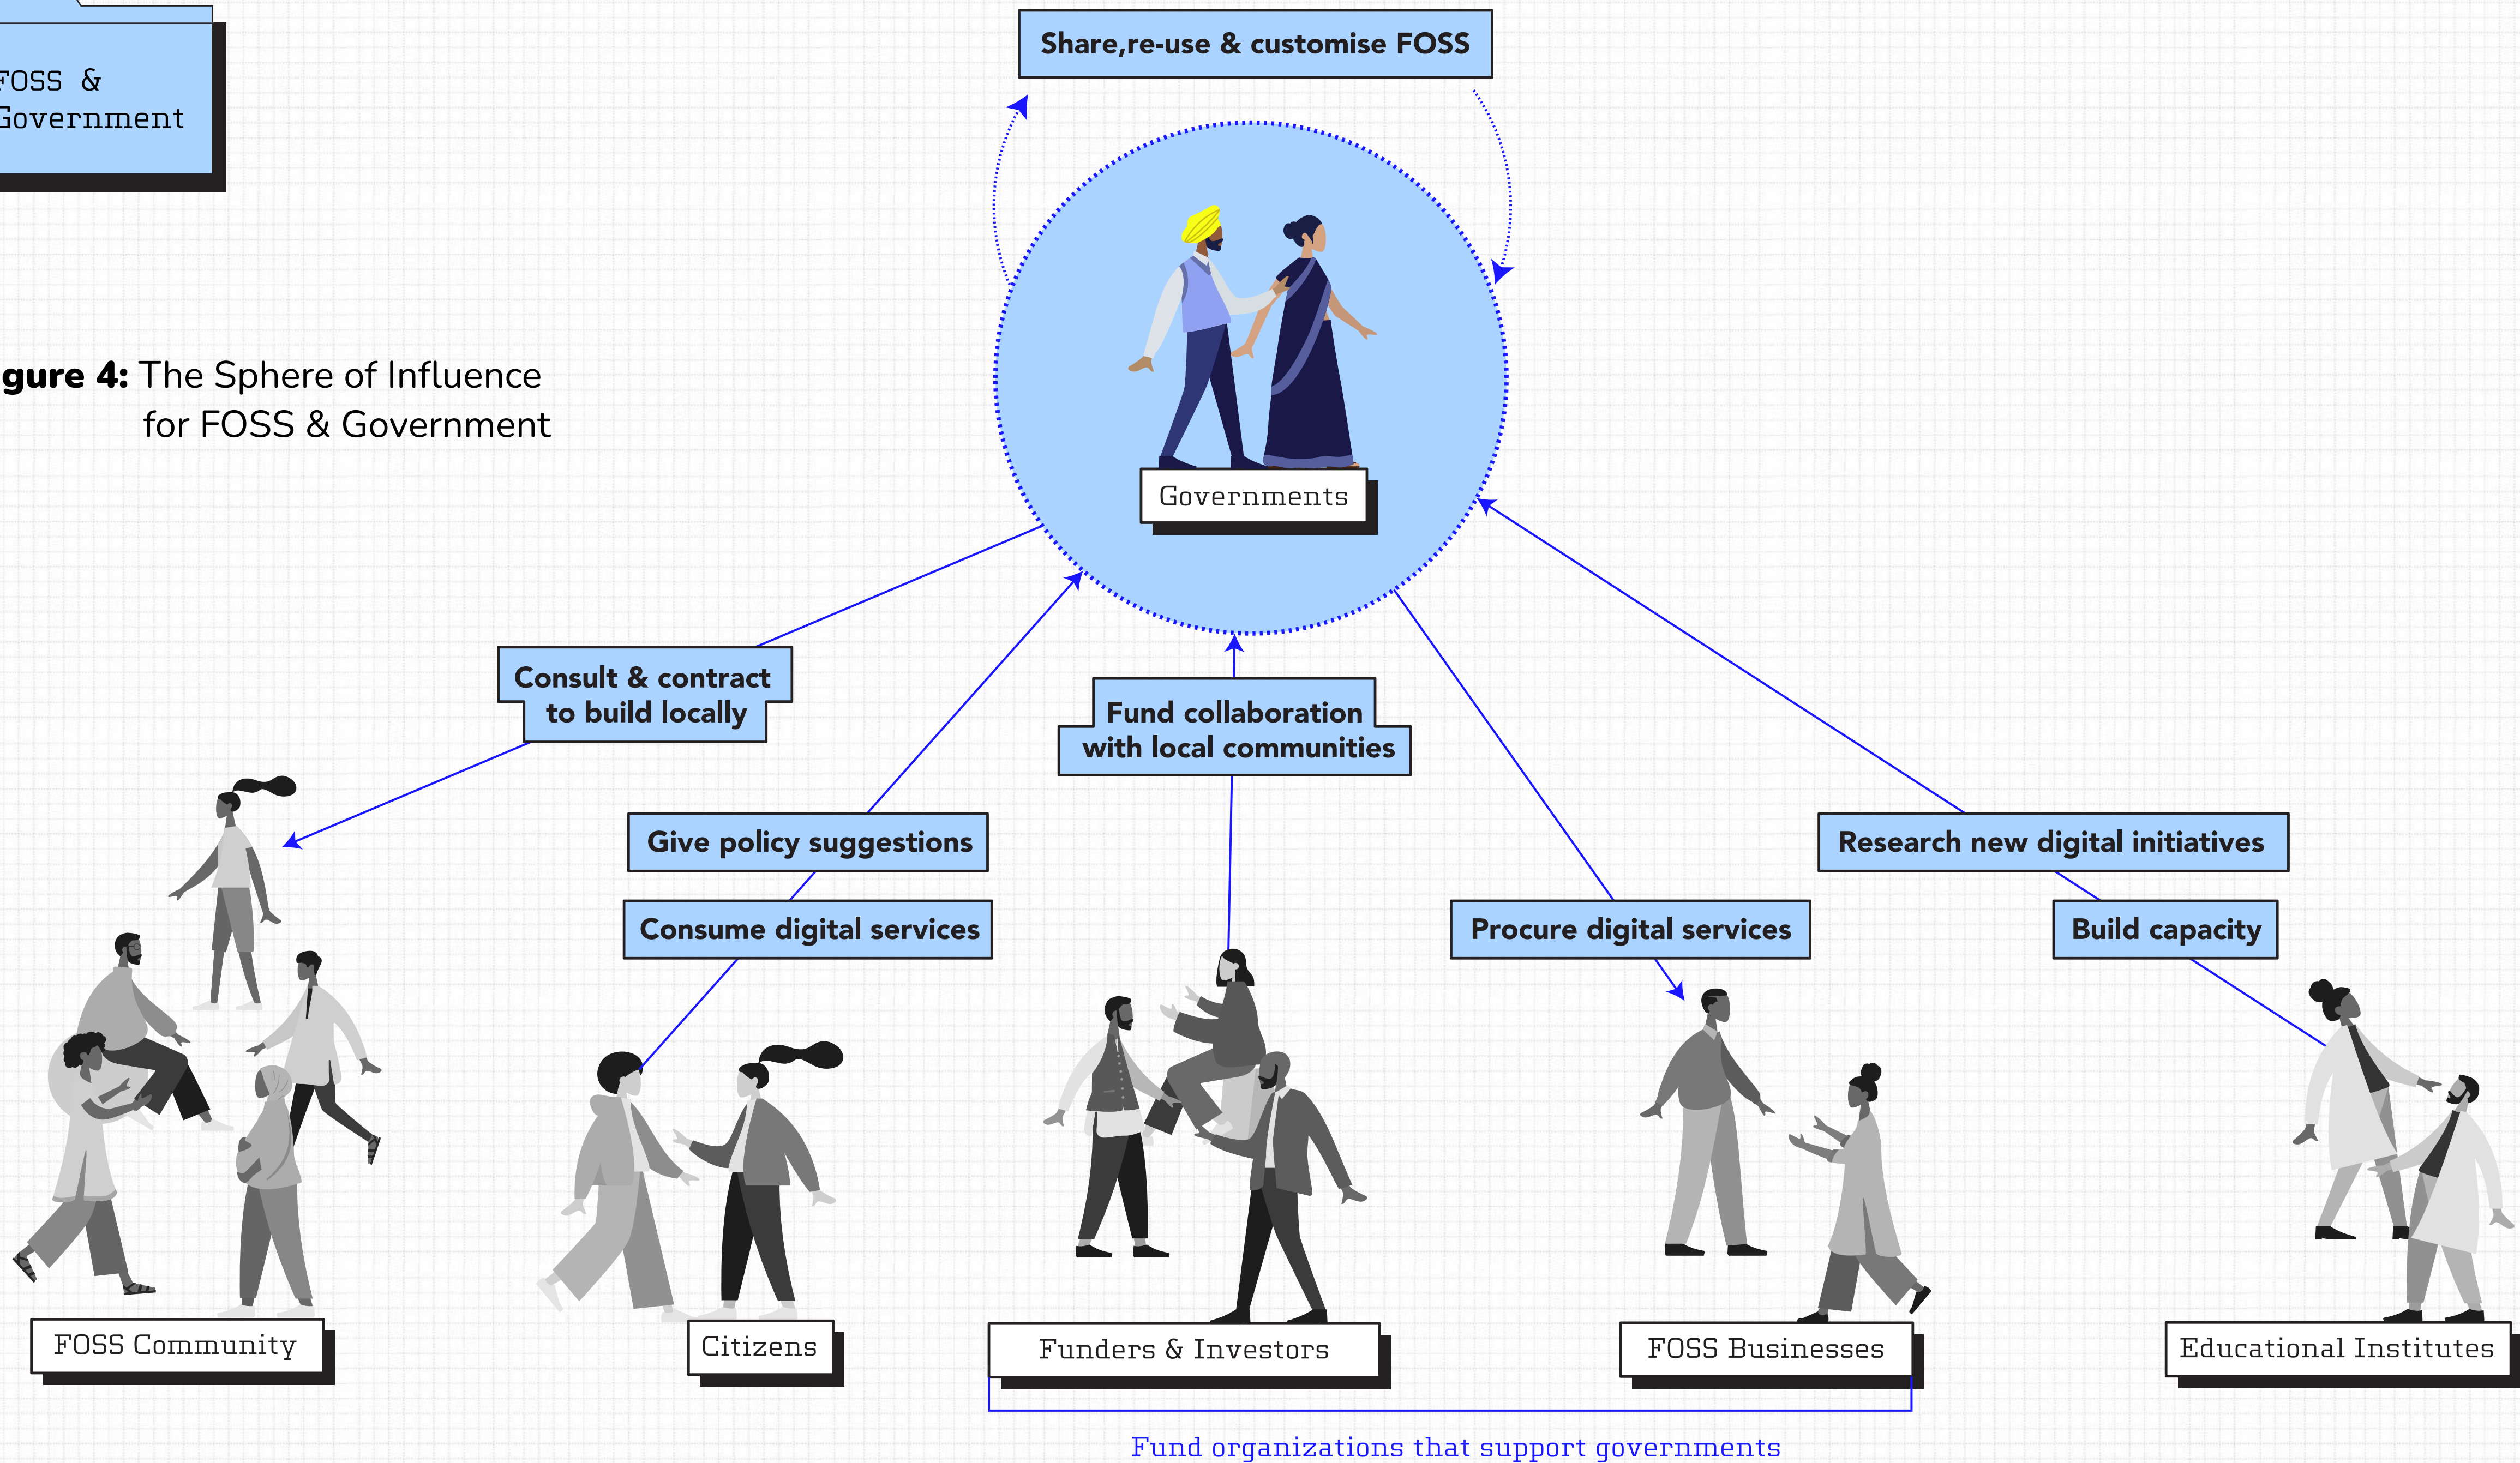 Share,re-use & customise FOSS
FOSS &
Government
gure 4: The Sphere of Influence
for FOSS & Government
Governments
Consult & contract
to build locally
Fund collaboration
with local communities
Give policy suggestions
Research new digital initiatives
Consume digital services
Procure digital services
Build capacity
FOSS Community
Citizens
Funders & Investors
FOSS Businesses
Educational Institutes
Fund organizations that support governments